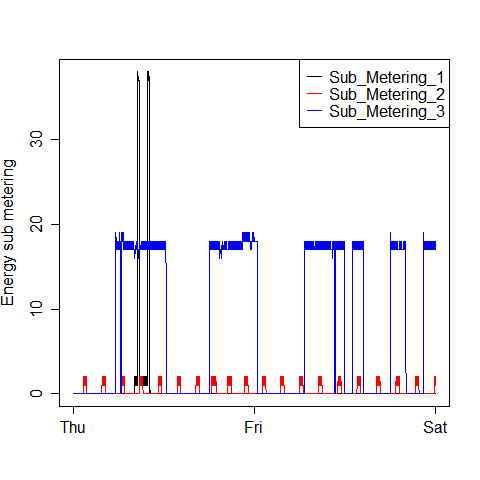 Sub_Metering_1
Sub_Metering_2
Sub_Metering_3
Energy sub metering
30
20
10
0
Thu Fri Sat